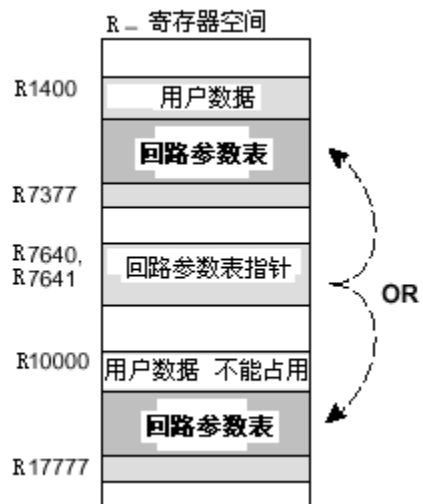 R - 寄存器空间
R1400
用户数据
回路参数表
R7377
R7640,
R7641
回路参数表指针
OR
R10000
用户数据 不能占用
回路参数表
R17777